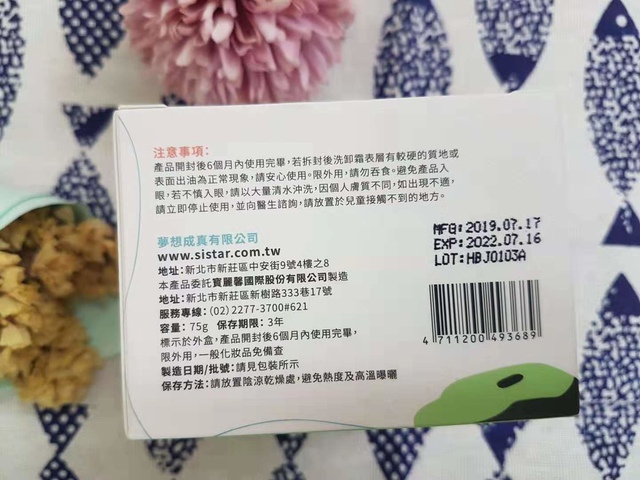 注意事項:
產品開封後6個月內使用完畢,若拆封後洗卸霜表層有較硬的質地或
表面出油為正常現象,請安心使用。限外用,請勿吞食。避免產品入
眼,若不慎入眼,請以大量清水沖洗,因個人膚質不同,如出現不適,
請立即停止使用,並向醫生諮詢,請放置於兒童接觸不到的地方。
夢想成真有限公司
www.sistar.com.tw
地址:新北市新莊區中安街9號4樓之8
本產品委託寶麗馨國際股份有限公司製造
地址:新北市新莊區新樹路333巷17號
服務專線:(02)2277-3700#621
容量:75g 保存期限:3年
標示於外盒,產品開封後6個月內使用完畢,
限外用,一般化妝品免備查
製造日期/批號:請見包裝所示
保存方法:請放置陰涼乾燥處,避免熱度及高溫曝曬
MFG:2019.07.17
EXP:2022.07.16
LOT:HBJ0103A
4 711200 493689